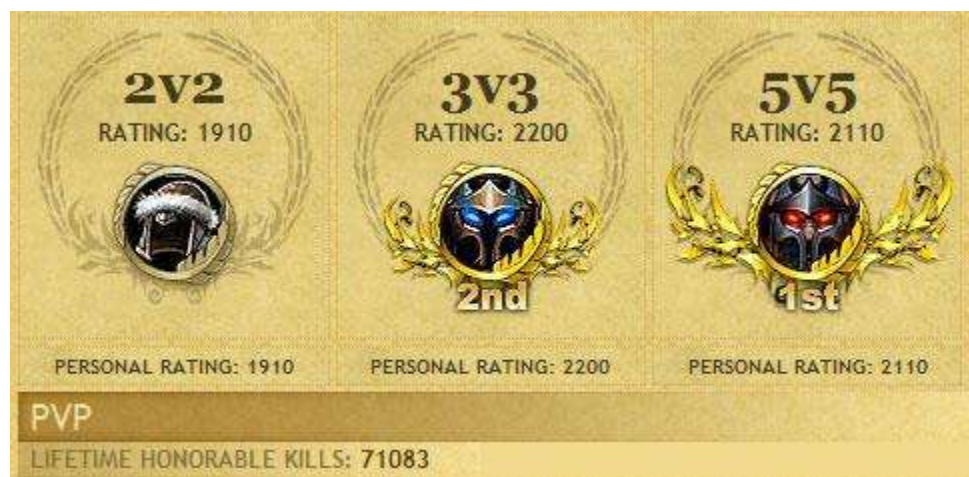 2v2
RATING: 1910
3v3
RATING: 2200
2nd
5v5
RATING: 2110
1st
PERSONAL RATING: 1910
PERSONAL RATING: 2200
PERSONAL RATING: 2110
PVP
LIFETIME HONORABLE KILLS: 71083